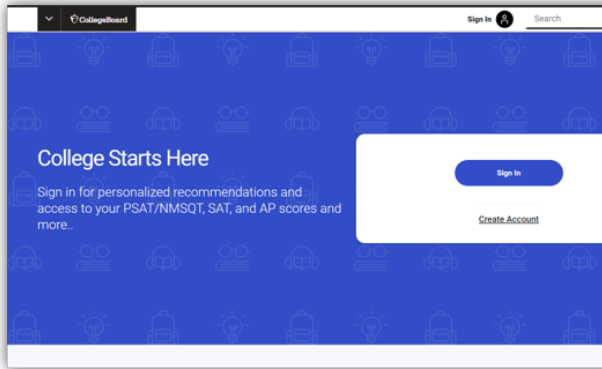 CollegeBoard
Sign In
Search
College Starts Here
Sign in for personalized recommendations and
access to your PSAT/NMSQT, SAT, and AP scores and
more..
Sign In
Create Account